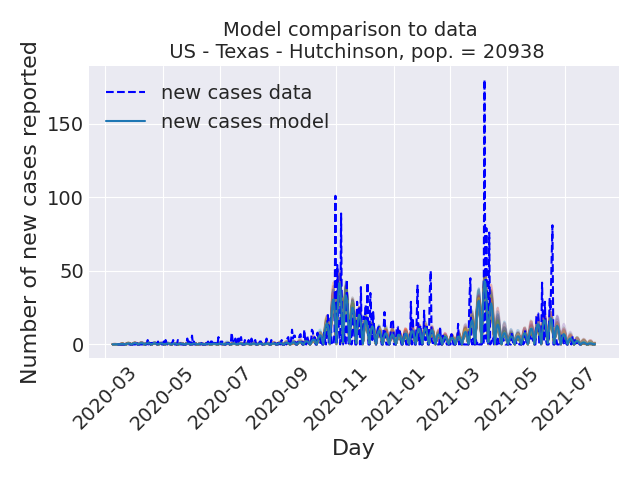 Model comparison to data
US - Texas - Hutchinson, pop. = 20938
Number of new cases reported
new cases data
new cases model
150
100
50
0
2020-03
2020-05
2020-07
2020-09
2020-11
2021-01
2021-03
2021-05
2021-07
Day